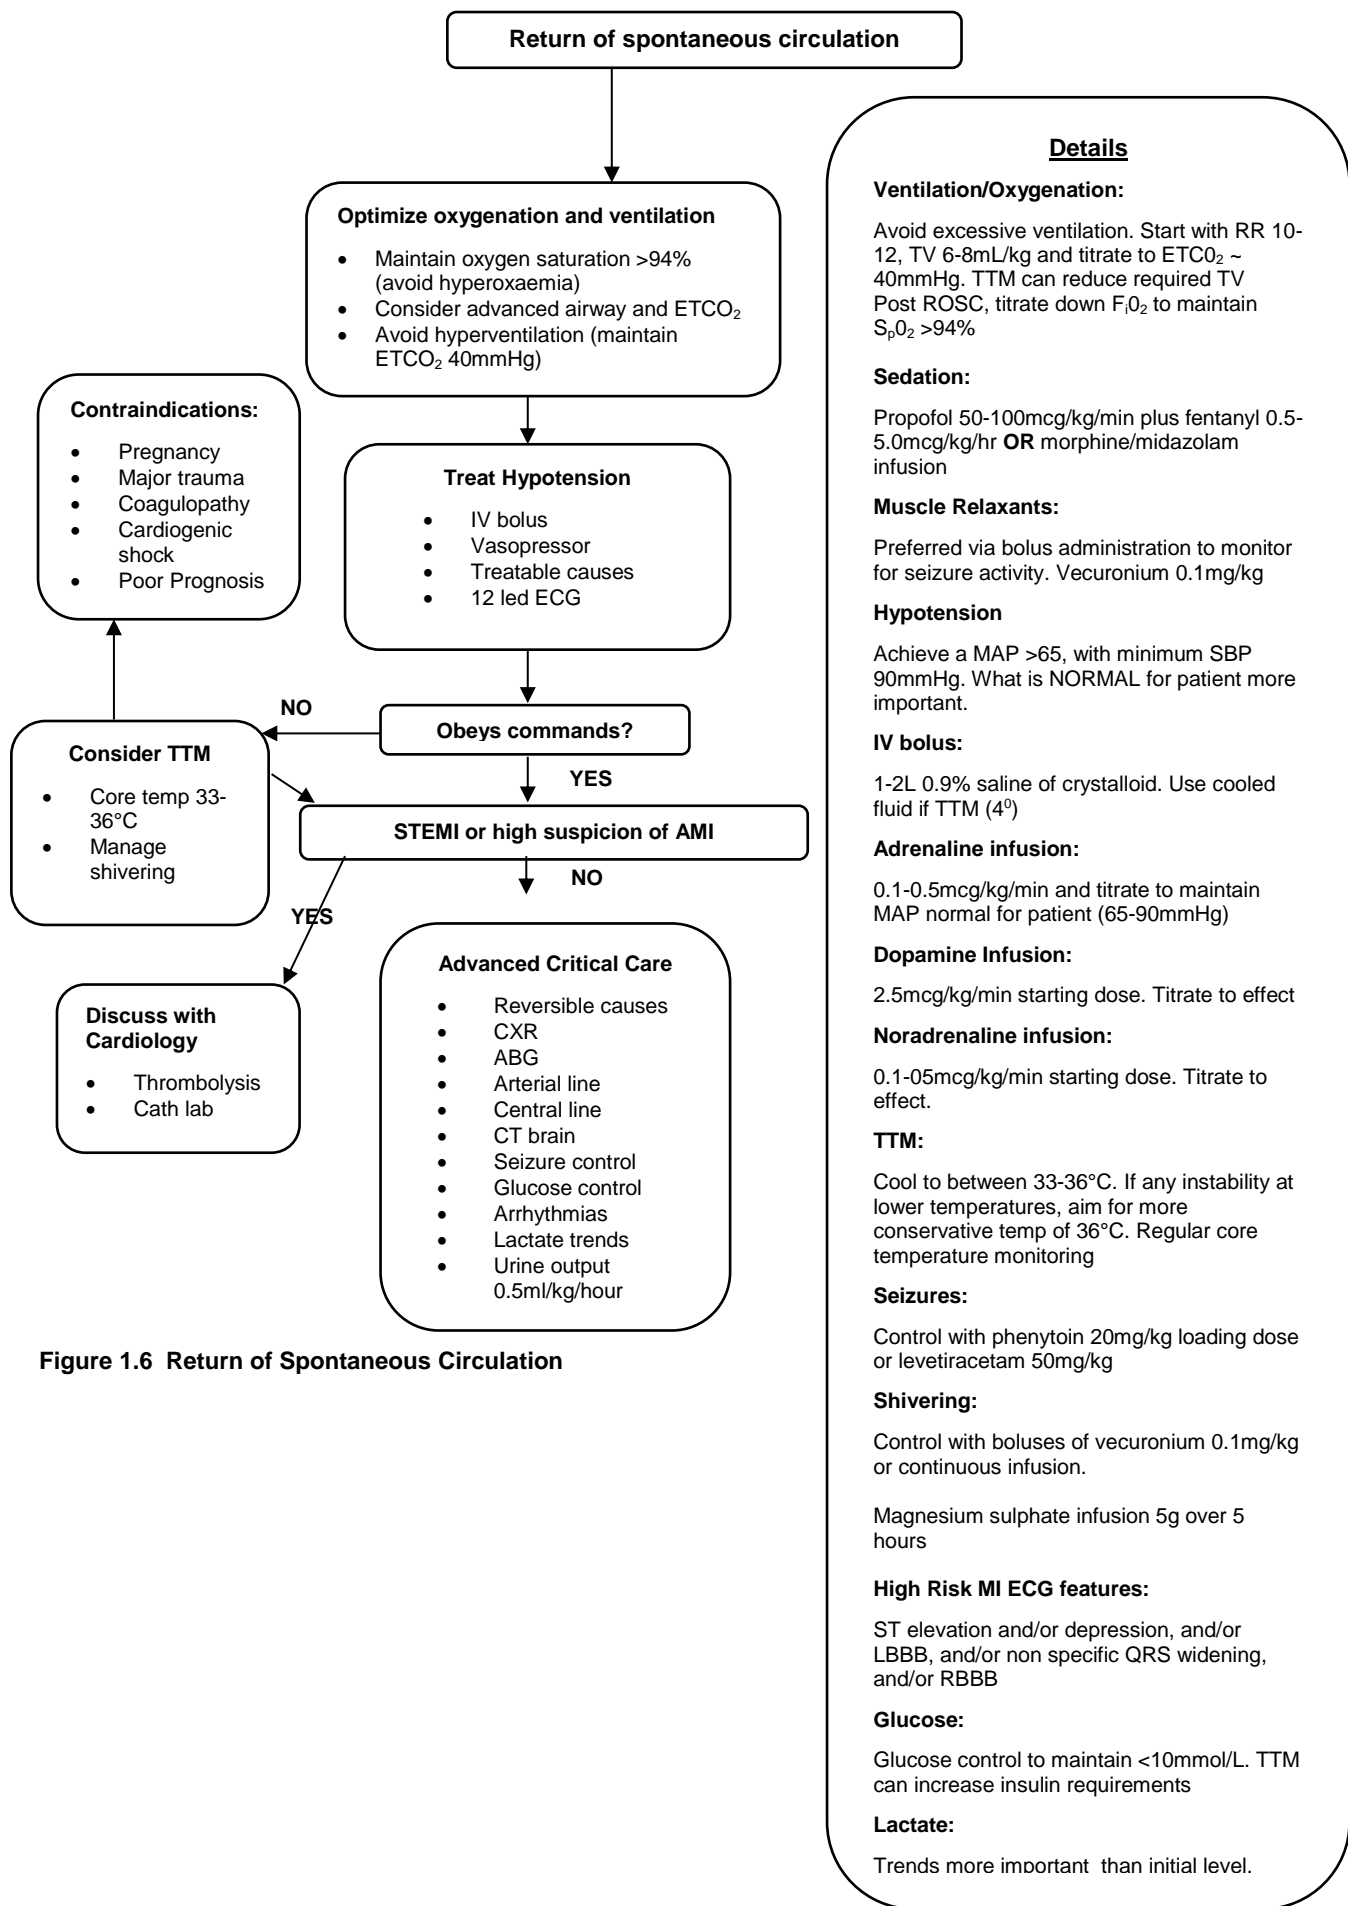 Return of spontaneous circulation
Optimize oxygenation and ventilation
• Maintain oxygen saturation >94%
(avoid hyperoxaemia)
• Consider advanced airway and ETCO₂
• Avoid hyperventilation (maintain
ETCO₂ 40mmHg)
Contraindications:
• Pregnancy
• Major trauma
• Coagulopathy
• Cardiogenic
shock
• Poor Prognosis
Treat Hypotension
• IV bolus
• Vasopressor
• Treatable causes
• 12 led ECG
NO
Obeys commands?
YES
Consider TTM
• Core temp 33-
36°C
• Manage
shivering
STEMI or high suspicion of AMI
NO
YES
Discuss with
Cardiology
• Thrombolysis
• Cath lab
Advanced Critical Care
• Reversible causes
• CXR
• ABG
• Arterial line
• Central line
• CT brain
• Seizure control
• Glucose control
• Arrhythmias
• Lactate trends
• Urine output
0.5ml/kg/hour
Figure 1.6 Return of Spontaneous Circulation
Details
Ventilation/Oxygenation:
Avoid excessive ventilation. Start with RR 10-
12, TV 6-8mL/kg and titrate to ETC0₂ ~
40mmHg. TTM can reduce required TV
Post ROSC, titrate down Fᵢ0₂ to maintain
Sₚ0₂ >94%
Sedation:
Propofol 50-100mcg/kg/min plus fentanyl 0.5-
5.0mcg/kg/hr OR morphine/midazolam
infusion
Muscle Relaxants:
Preferred via bolus administration to monitor
for seizure activity. Vecuronium 0.1mg/kg
Hypotension
Achieve a MAP >65, with minimum SBP
90mmHg. What is NORMAL for patient more
important.
IV bolus:
1-2L 0.9% saline of crystalloid. Use cooled
fluid if TTM (4⁰)
Adrenaline infusion:
0.1-0.5mcg/kg/min and titrate to maintain
MAP normal for patient (65-90mmHg)
Dopamine Infusion:
2.5mcg/kg/min starting dose. Titrate to effect
Noradrenaline infusion:
0.1-05mcg/kg/min starting dose. Titrate to
effect.
TTM:
Cool to between 33-36°C. If any instability at
lower temperatures, aim for more
conservative temp of 36°C. Regular core
temperature monitoring
Seizures:
Control with phenytoin 20mg/kg loading dose
or levetiracetam 50mg/kg
Shivering:
Control with boluses of vecuronium 0.1mg/kg
or continuous infusion.
Magnesium sulphate infusion 5g over 5
hours
High Risk MI ECG features:
ST elevation and/or depression, and/or
LBBB, and/or non specific QRS widening,
and/or RBBB
Glucose:
Glucose control to maintain <10mmol/L. TTM
can increase insulin requirements
Lactate:
Trends more important than initial level.